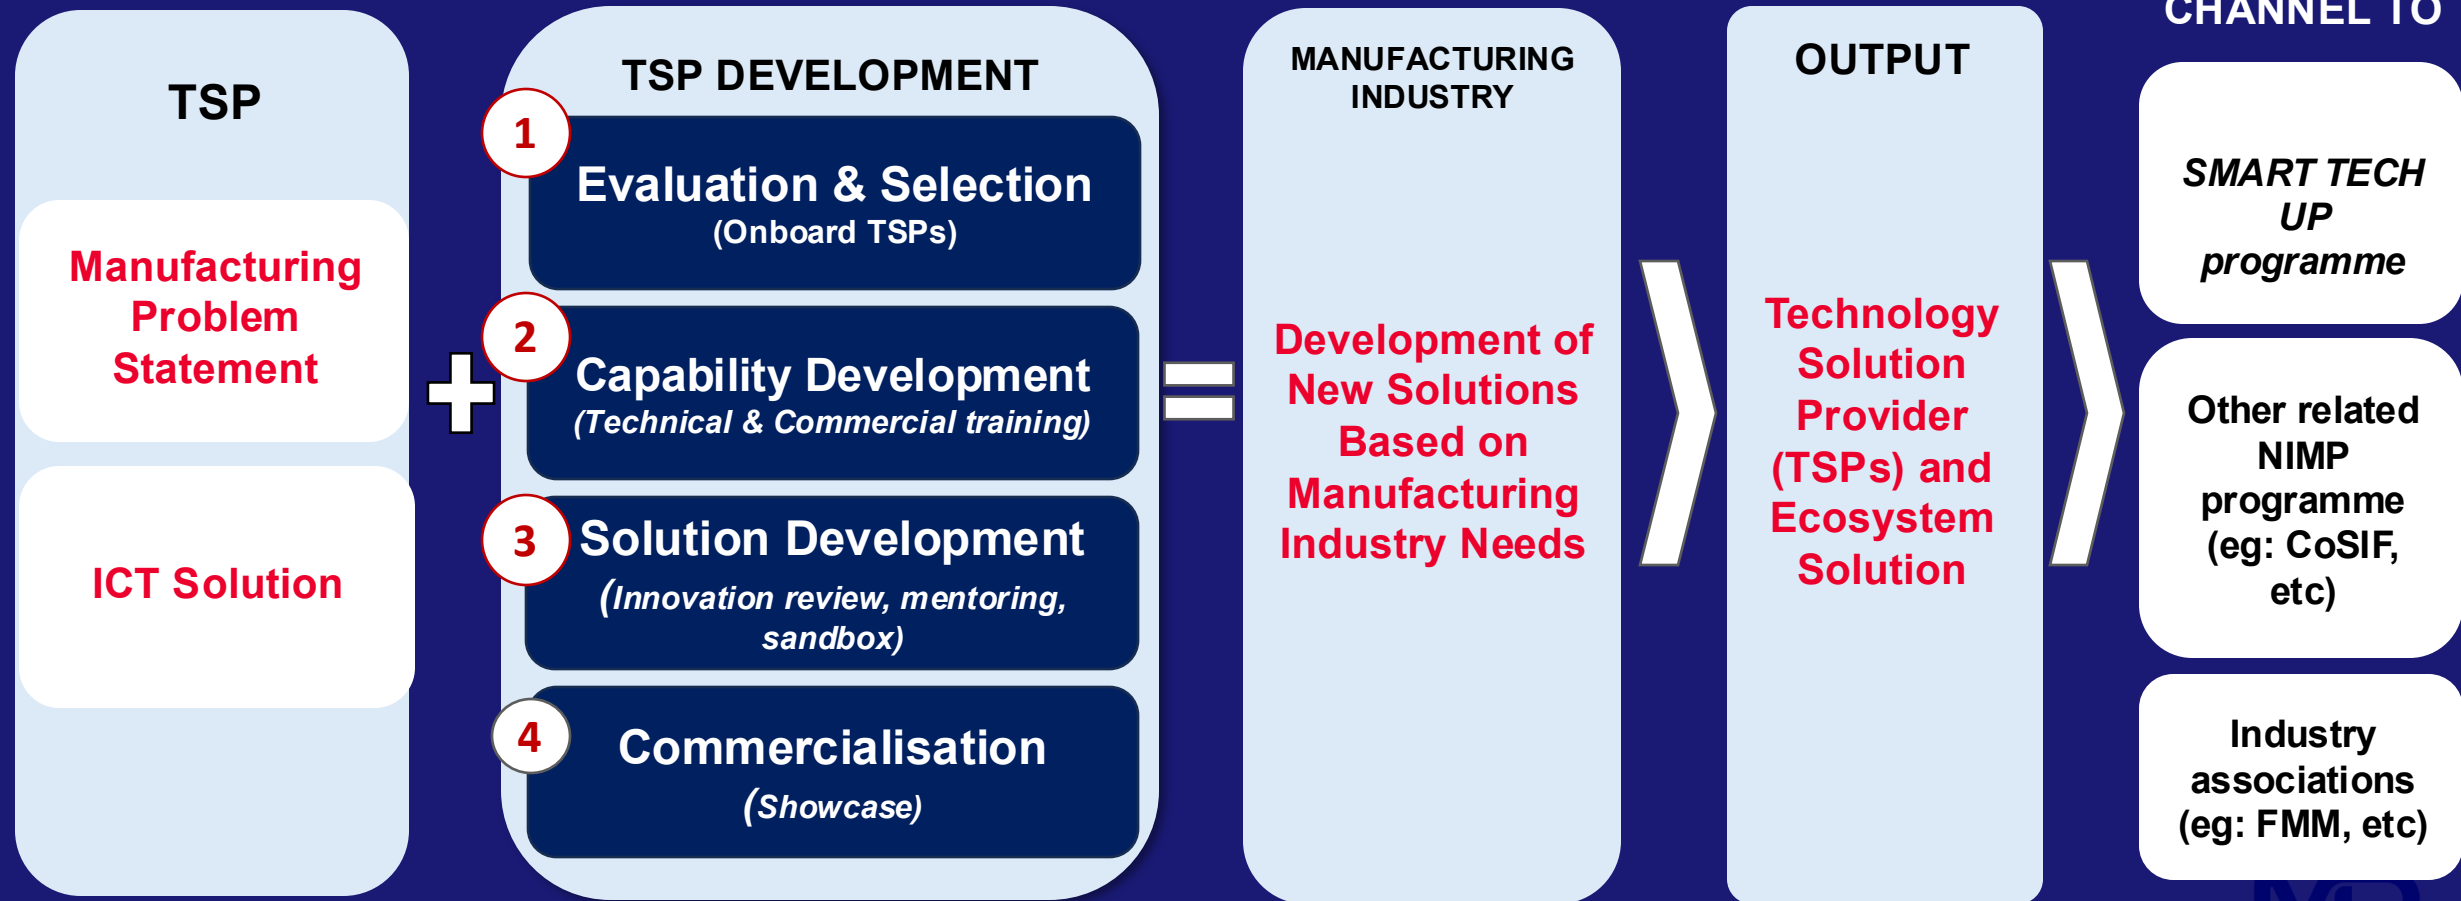 TSP
Manufacturing
Problem
Statement
ICT Solution
TSP DEVELOPMENT
1
Evaluation & Selection
(Onboard TSPs)
2
Capability Development
(Technical & Commercial training)
3
Solution Development
(Innovation review, mentoring,
sandbox)
4
Commercialisation
(Showcase)
MANUFACTURING
INDUSTRY
Development of
New Solutions
Based on
Manufacturing
Industry Needs
OUTPUT
Technology
Solution
Provider
(TSPs) and
Ecosystem
Solution
CHANNEL TO
SMART TECH
UP
programme
Other related
NIMP
programme
(eg: CoSIF,
etc)
Industry
associations
(eg: FMM, etc)